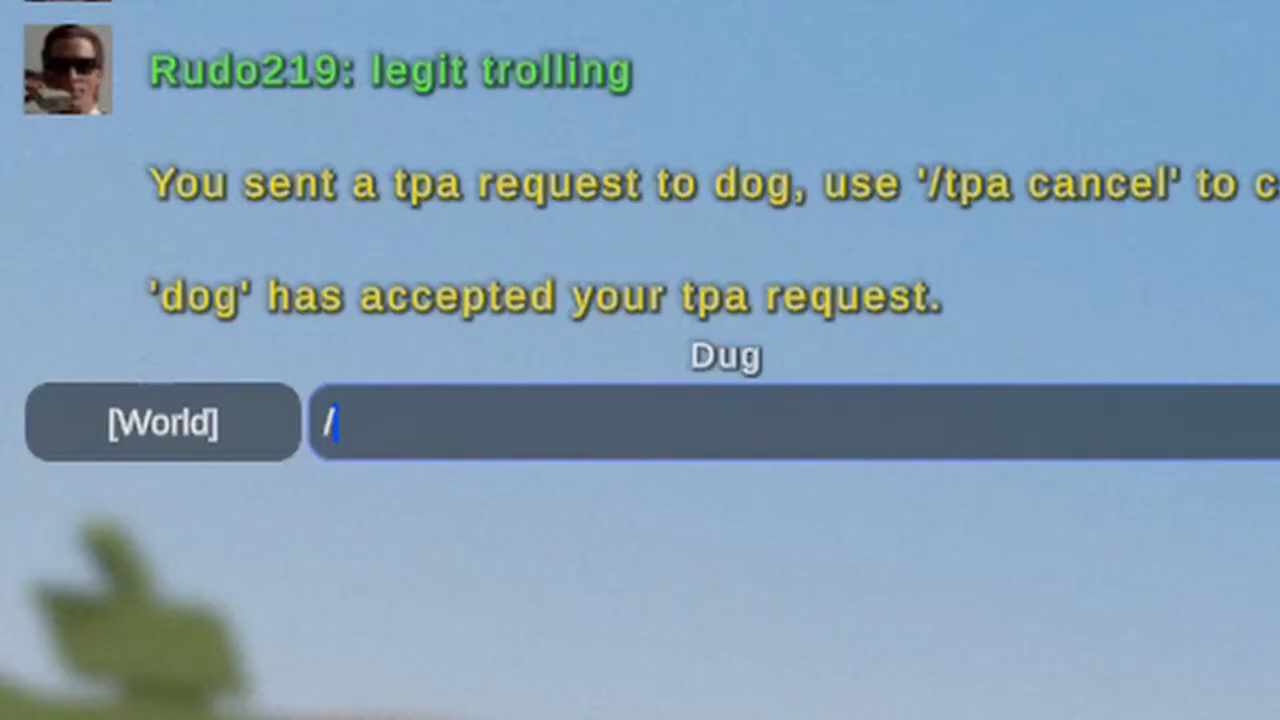 Rudo219: legit trolling
You sent a tpa request to dog, use '/tpa cancel' to c
'dog' has accepted your tpa request.
Dug
[World] /